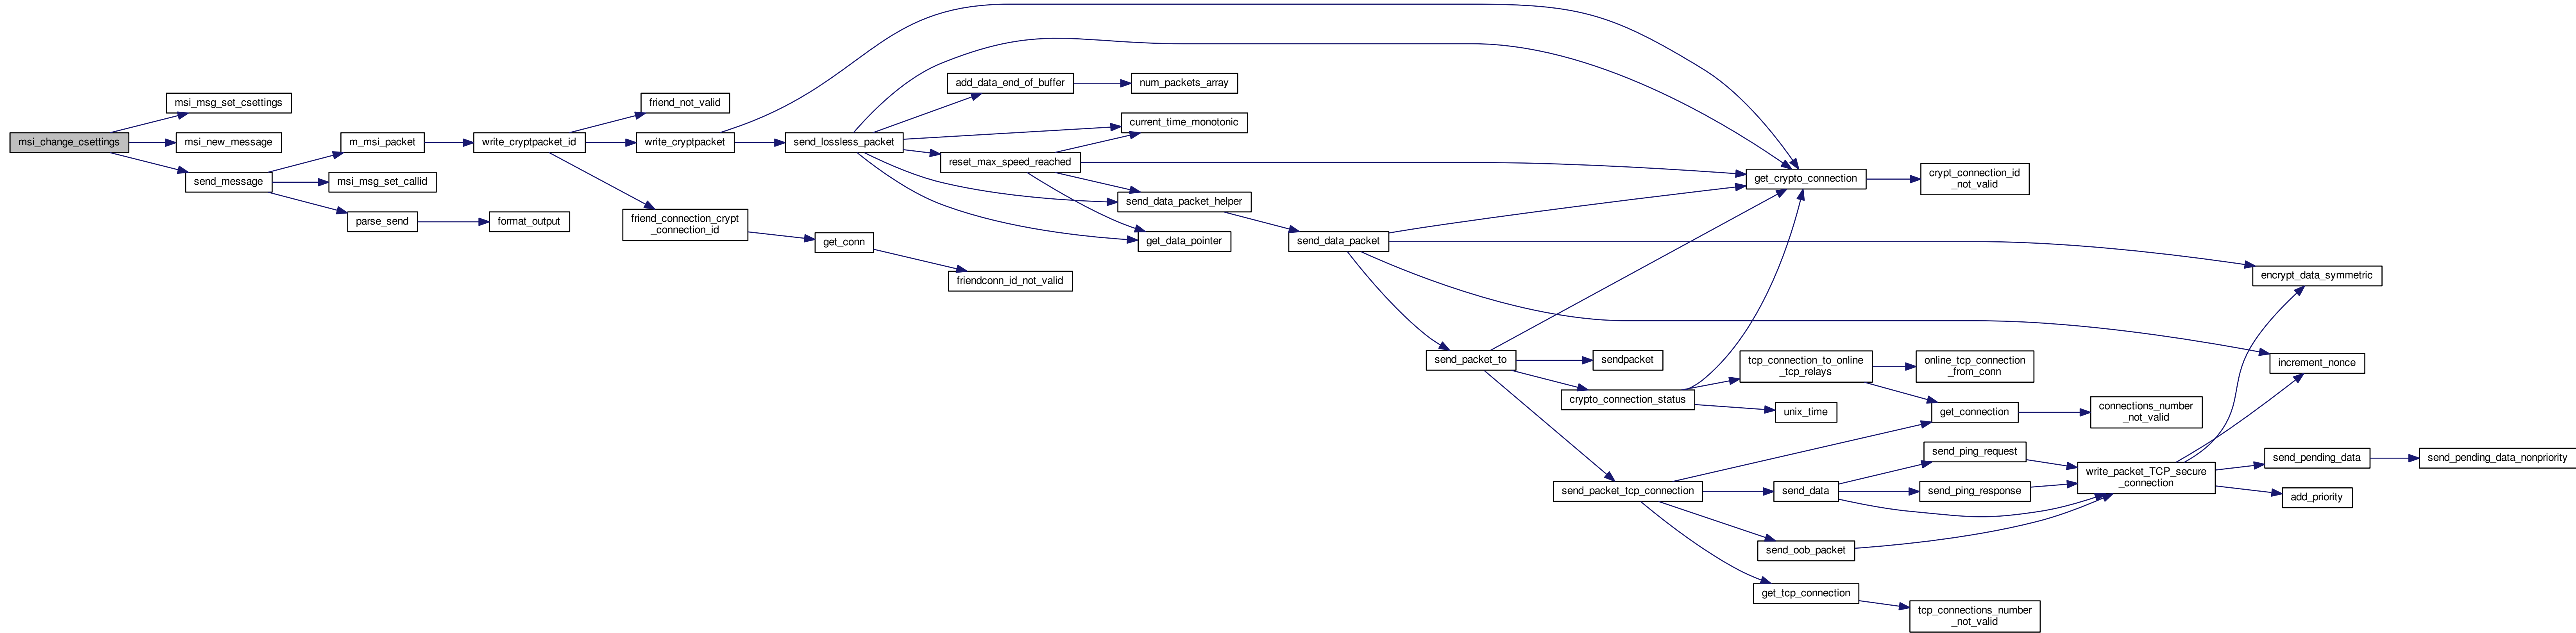 msi_change_csettings
msi_msg_set_csettings
msi_new_message
send_message
m_msi_packet
msi_msg_set_callid
parse_send
format_output
write_cryptpacket_id
friend_not_valid
write_cryptpacket
friend_connection_crypt
_connection_id
get_conn
friendconn_id_not_valid
send_lossless_packet
add_data_end_of_buffer
num_packets_array
current_time_monotonic
reset_max_speed_reached
send_data_packet_helper
get_data_pointer
send_data_packet
get_crypto_connection
crypt_connection_id
_not_valid
encrypt_data_symmetric
increment_nonce
send_packet_to
sendpacket
crypto_connection_status
tcp_connection_to_online
_tcp_relays
online_tcp_connection
_from_conn
unix_time
get_connection
connections_number
_not_valid
send_packet_tcp_connection
send_data
send_ping_request
send_ping_response
send_oob_packet
get_tcp_connection
tcp_connections_number
_not_valid
write_packet_TCP_secure
_connection
send_pending_data
send_pending_data_nonpriority
add_priority